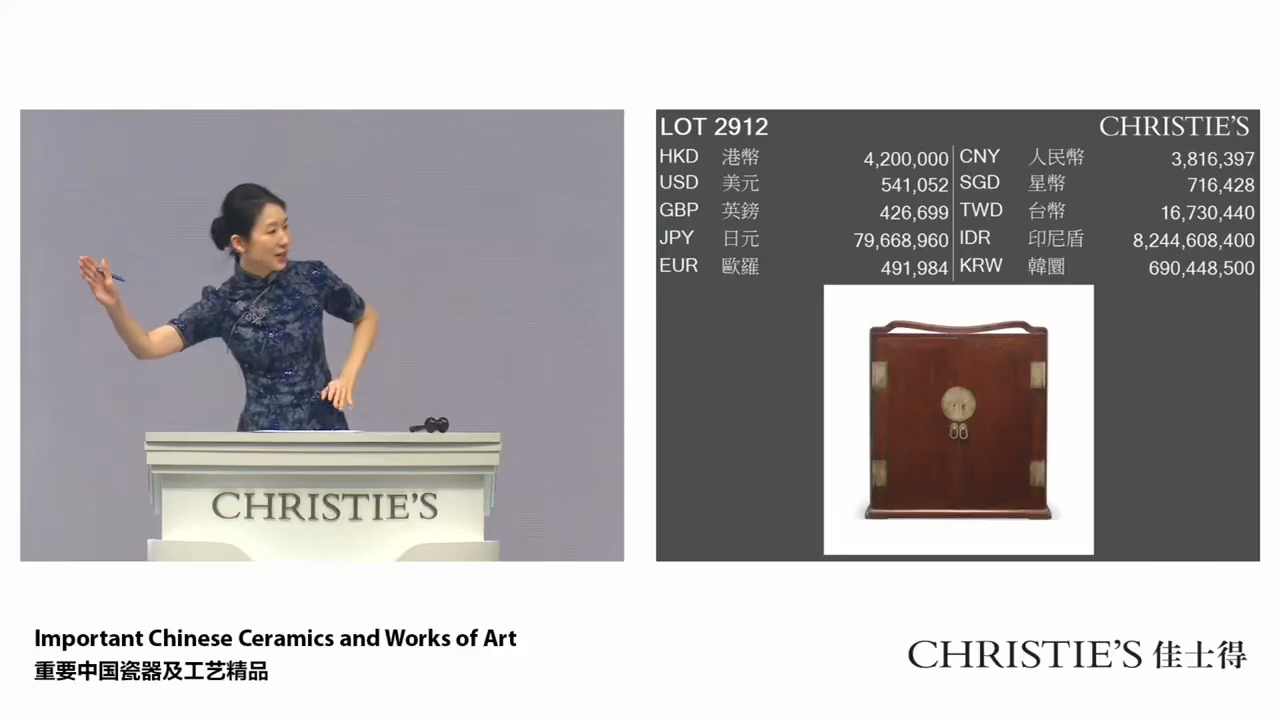 CHRISTIE'S
LOT 2912 CHRISTIE'S
HKD 港幣 4,200,000 CNY 人民幣 3,816,397
USD 美元 541,052 SGD 星幣 716,428
GBP 英鎊 426,699 TWD 台幣 16,730,440
JPY 日元 79,668,960 IDR 印尼盾 8,244,608,400
EUR 歐羅 491,984 KRW 韓圜 690,448,500
Important Chinese Ceramics and Works of Art
重要中国瓷器及工艺精品
CHRISTIE'S 佳士得